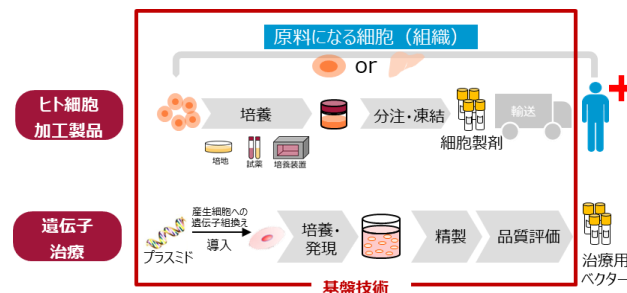 原料になる細胞（組織）
or
ヒト細胞
加工製品
培養
分注・凍結
輸送
細胞製剤
培地
試薬
培養装置
遺伝子
治療
産生細胞への
遺伝子組換え
導入
プラスミド
培養・
発現
精製
品質評価
治療用
ベクター
基盤技術